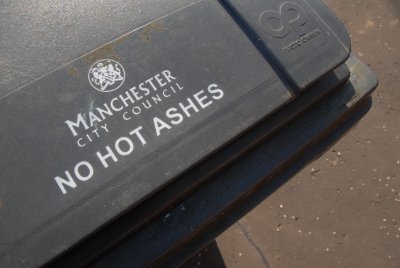 MANCHESTER
CITY COUNCIL
NO HOT ASHES